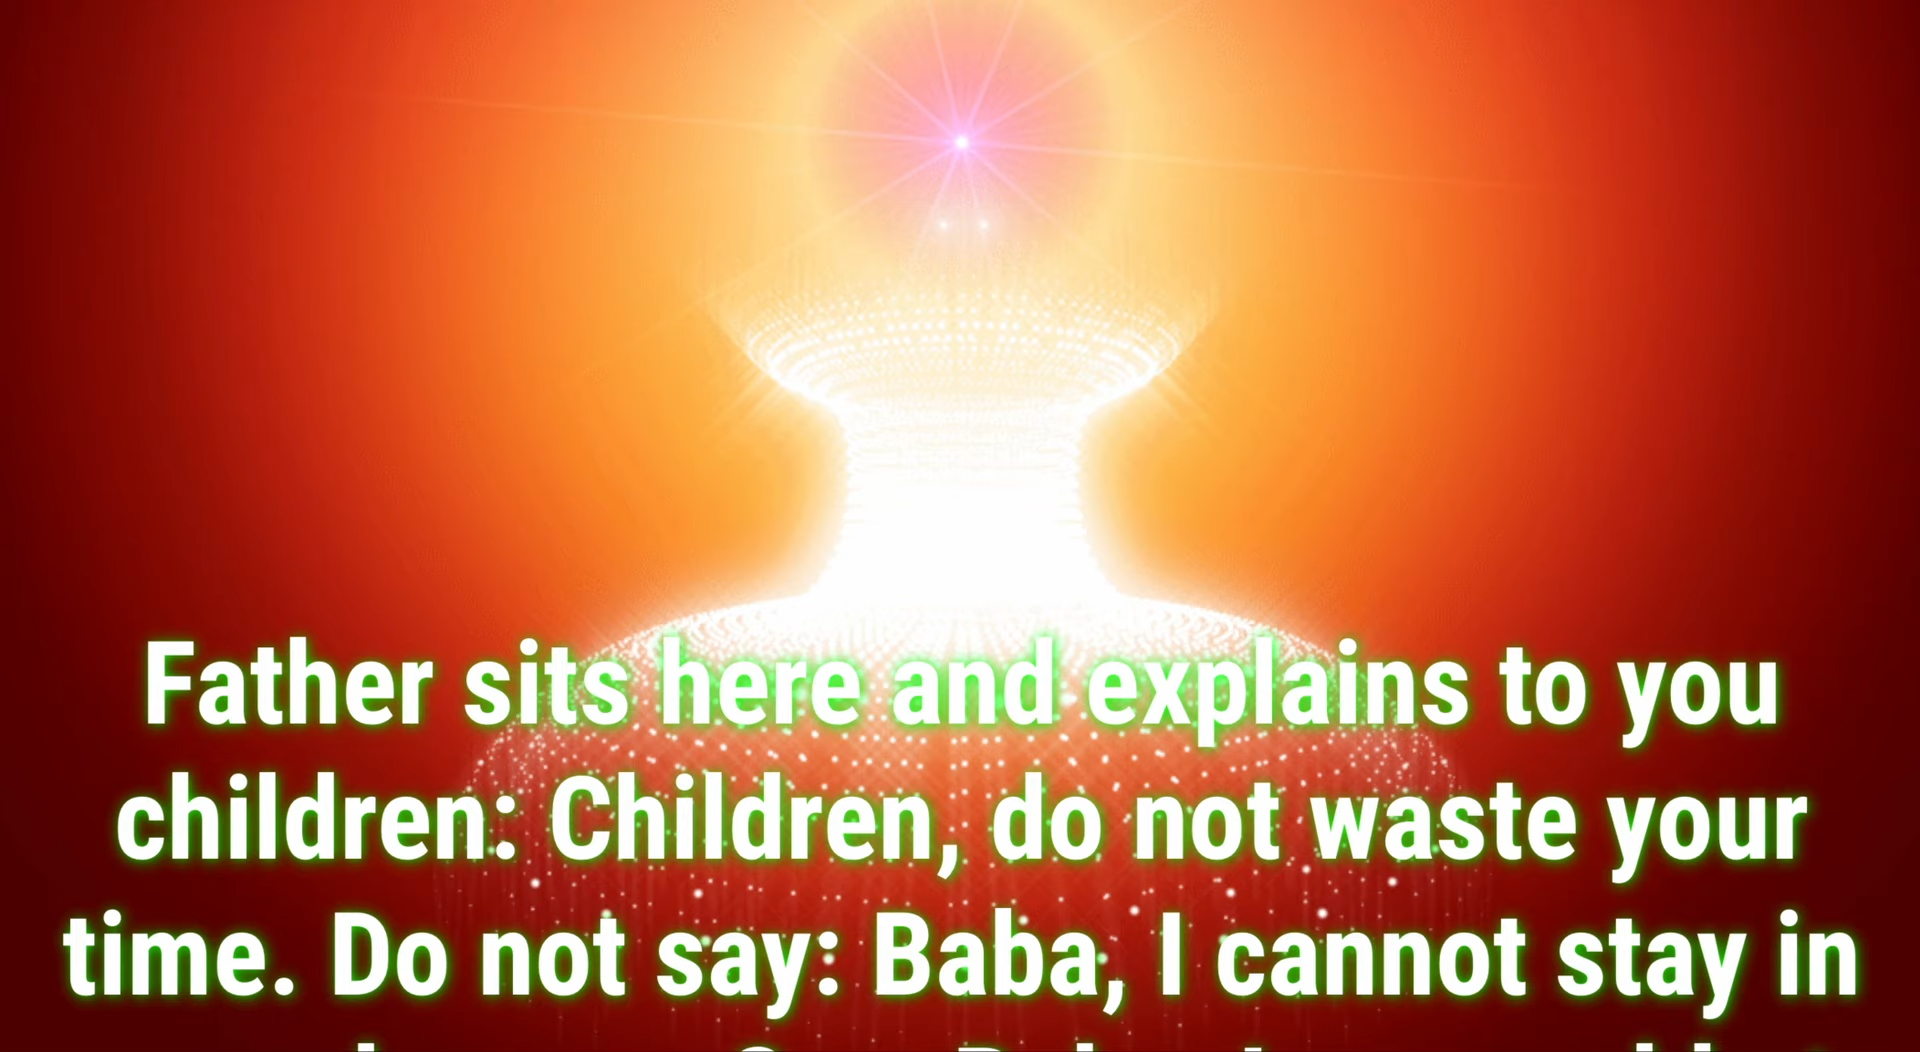 Father sits here and explains to you
children: Children, do not waste your
time. Do not say: Baba, I cannot stay in